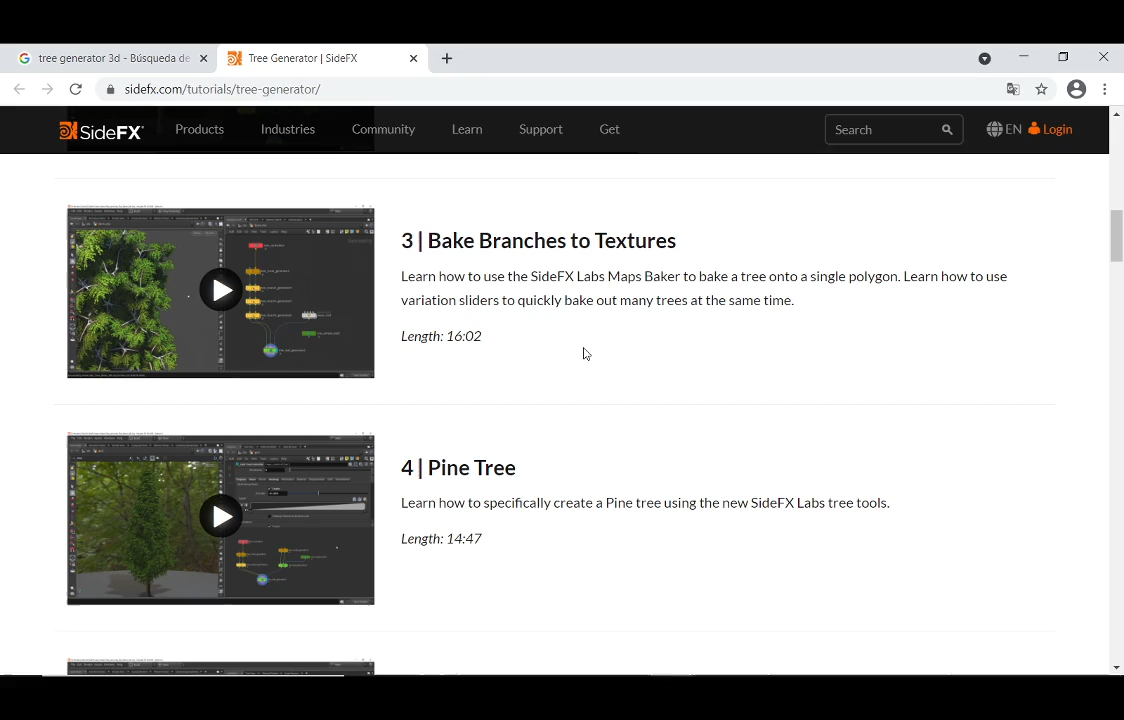 tree generator 3d - Búsqueda de
Tree Generator | SideFX
sidefx.com/tutorials/tree-generator/
SideFX
Products
Industries
Community
Learn
Support
Get
Search
EN
Login
3 | Bake Branches to Textures
Learn how to use the SideFX Labs Maps Baker to bake a tree onto a single polygon. Learn how to use
variation sliders to quickly bake out many trees at the same time.
Length: 16:02
4 | Pine Tree
Learn how to specifically create a Pine tree using the new SideFX Labs tree tools.
Length: 14:47